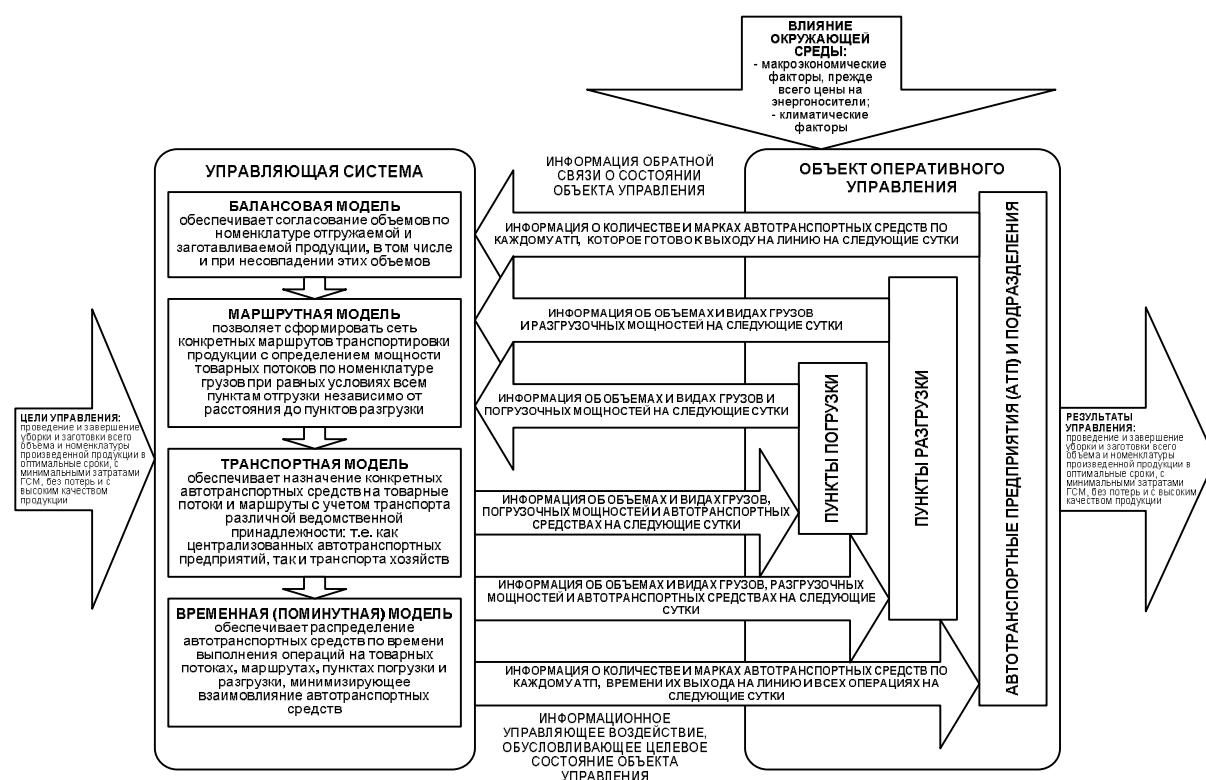 ВЛИЯНИЕ
ОКРУЖАЮЩЕЙ
СРЕДЫ:
- макроэкономические
факторы, прежде
всего цены на
энергоносители;
- климатические
факторы
УПРАВЛЯЮЩАЯ СИСТЕМА
БАЛАНСОВАЯ МОДЕЛЬ
обеспечивает согласование объемов по
номенклатуре отгружаемой и
заготавливаемой продукции, в том числе
и при несовпадении этих объемов
МАРШРУТНАЯ МОДЕЛЬ
позволяет сформировать сеть
конкретных маршрутов транспортировки
продукции с определением мощности
товарных потоков по номенклатуре
грузов при равных условиях всем
пунктам отгрузки независимо от
расстояния до пунктов разгрузки
ТРАНСПОРТНАЯ МОДЕЛЬ
обеспечивает назначение конкретных
автотранспортных средств на товарные
потоки и маршруты с учетом транспорта
различной ведомственной
принадлежности: т.е. как
централизованных автотранспортных
предприятий, так и транспорта хозяйств
ВРЕМЕННАЯ (ПОМИНУТНАЯ) МОДЕЛЬ
обеспечивает распределение
автотранспортных средств по времени
выполнения операций на товарных
потоках, маршрутах, пунктах погрузки и
разгрузки, минимизирующее
взаимовлияние автотранспортных
средств
ЦЕЛИ УПРАВЛЕНИЯ:
проведение и завершение
уборки и заготовки всего
объема и номенклатуры
произведенной продукции в
оптимальные сроки, с
минимальными затратами
ГСМ, без потерь и с
высоким качеством
продукции
ИНФОРМАЦИЯ ОБРАТНОЙ
СВЯЗИ О СОСТОЯНИИ
ОБЪЕКТА УПРАВЛЕНИЯ
ИНФОРМАЦИЯ О КОЛИЧЕСТВЕ И МАРКАХ АВТОТРАНСПОРТНЫХ СРЕДСТВ ПО
КАЖДОМУ АТП, КОТОРОЕ ГОТОВО К ВЫХОДУ НА ЛИНИЮ НА СЛЕДУЮЩИЕ СУТКИ
ИНФОРМАЦИЯ ОБ ОБЪЕМАХ И ВИДАХ ГРУЗОВ
И РАЗГРУЗОЧНЫХ МОЩНОСТЕЙ НА СЛЕДУЮЩИЕ СУТКИ
ИНФОРМАЦИЯ ОБ ОБЪЕМАХ И ВИДАХ ГРУЗОВ И
ПОГРУЗОЧНЫХ МОЩНОСТЕЙ НА СЛЕДУЮЩИЕ СУТКИ
ИНФОРМАЦИЯ ОБ ОБЪЕМАХ И ВИДАХ ГРУЗОВ,
ПОГРУЗОЧНЫХ МОЩНОСТЕЙ И АВТОТРАНСПОРТНЫХ
СРЕДСТВАХ НА СЛЕДУЮЩИЕ СУТКИ
ИНФОРМАЦИЯ ОБ ОБЪЕМАХ И ВИДАХ ГРУЗОВ, РАЗГРУЗОЧНЫХ
МОЩНОСТЕЙ И АВТОТРАНСПОРТНЫХ СРЕДСТВАХ НА СЛЕДУЮЩИЕ
СУТКИ
ИНФОРМАЦИЯ О КОЛИЧЕСТВЕ И МАРКАХ АВТОТРАНСПОРТНЫХ СРЕДСТВ ПО
КАЖДОМУ АТП, ВРЕМЕНИ ИХ ВЫХОДА НА ЛИНИЮ И ВСЕХ ОПЕРАЦИЯХ НА
СЛЕДУЮЩИЕ СУТКИ
ИНФОРМАЦИОННОЕ
УПРАВЛЯЮЩЕЕ ВОЗДЕЙСТВИЕ,
ОБУСЛОВЛИВАЮЩЕЕ ЦЕЛЕВОЕ
СОСТОЯНИЕ ОБЪЕКТА
УПРАВЛЕНИЯ
ОБЪЕКТ ОПЕРАТИВНОГО
УПРАВЛЕНИЯ
ПУНКТЫ ПОГРУЗКИ
ПУНКТЫ РАЗГРУЗКИ
АВТОТРАНСПОРТНЫЕ ПРЕДПРИЯТИЯ (АТП) И ПОДРАЗДЕЛЕНИЯ
РЕЗУЛЬТАТЫ
УПРАВЛЕНИЯ:
проведение и завершение
уборки и заготовки всего
объема и номенклатуры
произведенной продукции в
оптимальные сроки, с
минимальными затратами
ГСМ, без потерь и с высоким
качеством продукции